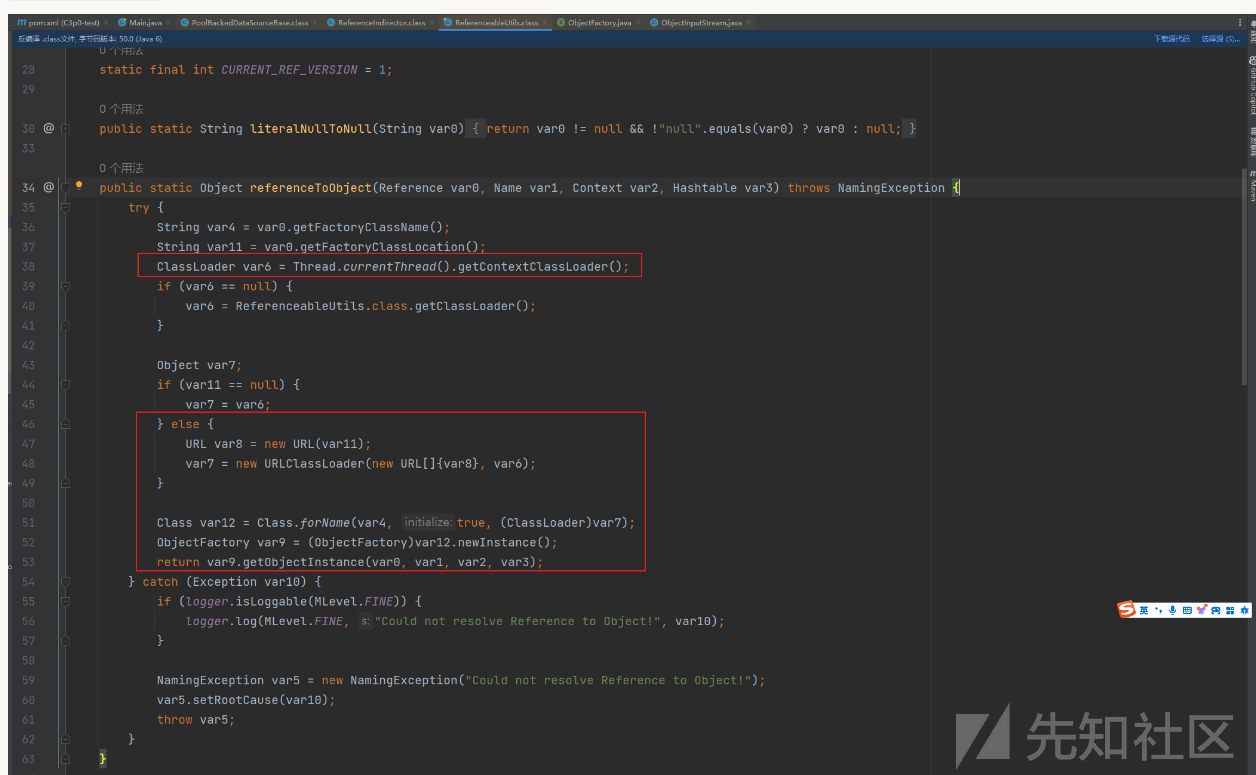 pom.xml (C3p0-test)
Main.java
PoolBackedDataSourceBase.class
ReferenceIndirector.class
ReferenceableUtils.class
ObjectFactory.java
ObjectInputStream.java
反编译 .class文件, 字节码版本: 50.0 (Java 6)
下载源代码
选择源 (S)...
0 个用法
28 static final int CURRENT_REF_VERSION = 1;
29
0 个用法
30 @ public static String literalNullToNull(String var0) { return var0 != null && !"null".equals(var0) ? var0 : null; }
33
0 个用法
34 @ public static Object referenceToObject(Reference var0, Name var1, Context var2, Hashtable var3) throws NamingException {
35 try {
36 String var4 = var0.getFactoryClassName();
37 String var11 = var0.getFactoryClassLocation();
38 ClassLoader var6 = Thread.currentThread().getContextClassLoader();
39 if (var6 == null) {
40 var6 = ReferenceableUtils.class.getClassLoader();
41 }
42
43 Object var7;
44 if (var11 == null) {
45 var7 = var6;
46 } else {
47 URL var8 = new URL(var11);
48 var7 = new URLClassLoader(new URL[]{var8}, var6);
49 }
50
51 Class var12 = Class.forName(var4, initialize: true, (ClassLoader)var7);
52 ObjectFactory var9 = (ObjectFactory)var12.newInstance();
53 return var9.getObjectInstance(var0, var1, var2, var3);
54 } catch (Exception var10) {
55 if (logger.isLoggable(MLevel.FINE)) {
56 logger.log(MLevel.FINE, s: "Could not resolve Reference to Object!", var10);
57 }
58
59 NamingException var5 = new NamingException("Could not resolve Reference to Object!");
60 var5.setRootCause(var10);
61 throw var5;
62 }
63 }
GitHub Copilot
Maven
英
先知社区